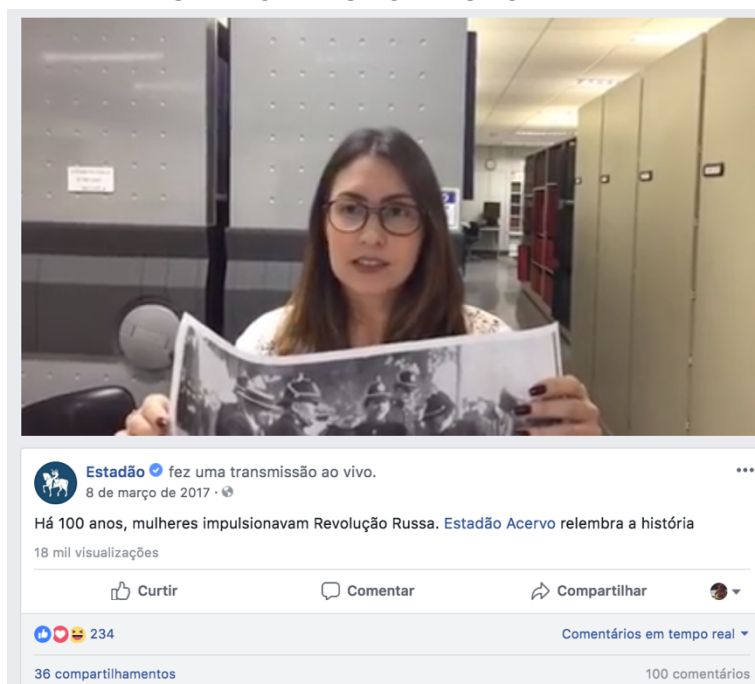 Estadão fez uma transmissão ao vivo.
8 de março de 2017 ·
Há 100 anos, mulheres impulsionavam Revolução Russa. Estadão Acervo relembra a história
18 mil visualizações
Curtir Comentar Compartilhar
234 Comentários em tempo real
36 compartilhamentos 100 comentários